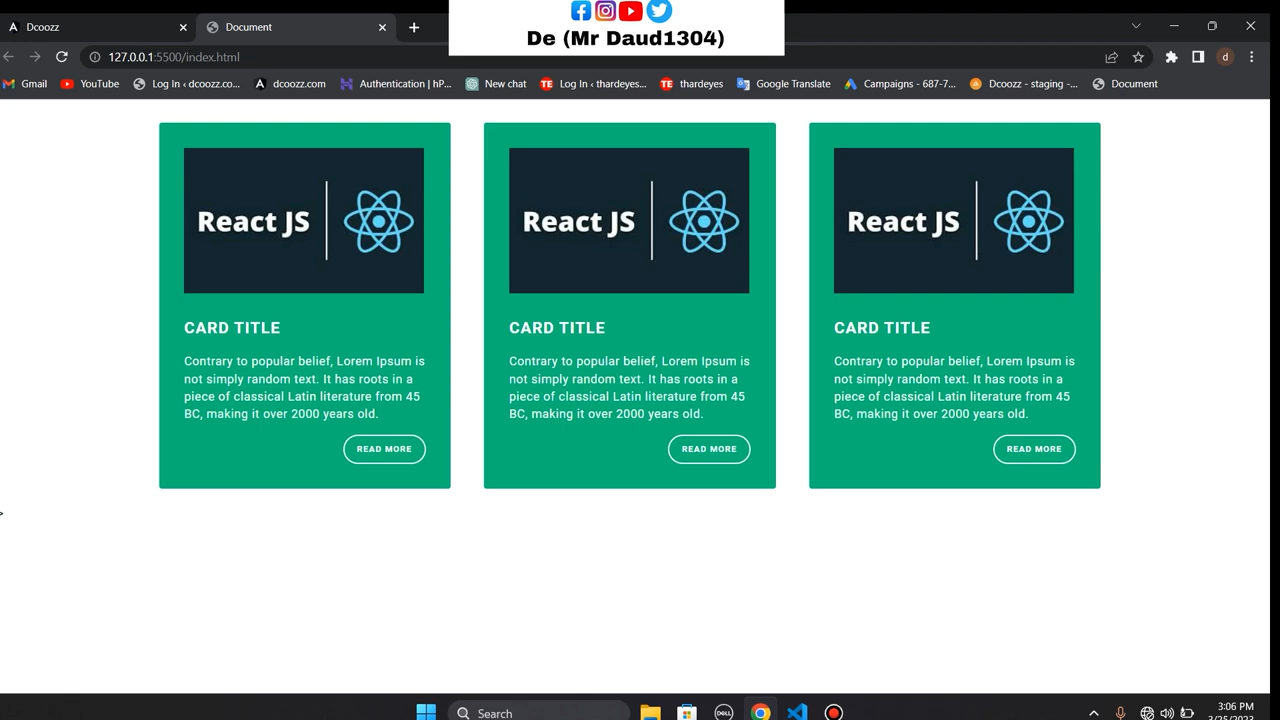 Dcoozz
Document
De (Mr Daud1304)
127.0.0.1:5500/index.html
d
Gmail
YouTube
Log In ‹ dcoozz.co...
dcoozz.com
Authentication | hP...
New chat
TE
Log In ‹ thardeyes...
TE
thardeyes
Google Translate
Campaigns - 687-7...
Dcoozz - staging -...
Document
React JS
CARD TITLE
Contrary to popular belief, Lorem Ipsum is
not simply random text. It has roots in a
piece of classical Latin literature from 45
BC, making it over 2000 years old.
READ MORE
React JS
CARD TITLE
Contrary to popular belief, Lorem Ipsum is
not simply random text. It has roots in a
piece of classical Latin literature from 45
BC, making it over 2000 years old.
READ MORE
React JS
CARD TITLE
Contrary to popular belief, Lorem Ipsum is
not simply random text. It has roots in a
piece of classical Latin literature from 45
BC, making it over 2000 years old.
READ MORE
>
Search
DELL
3:06 PM